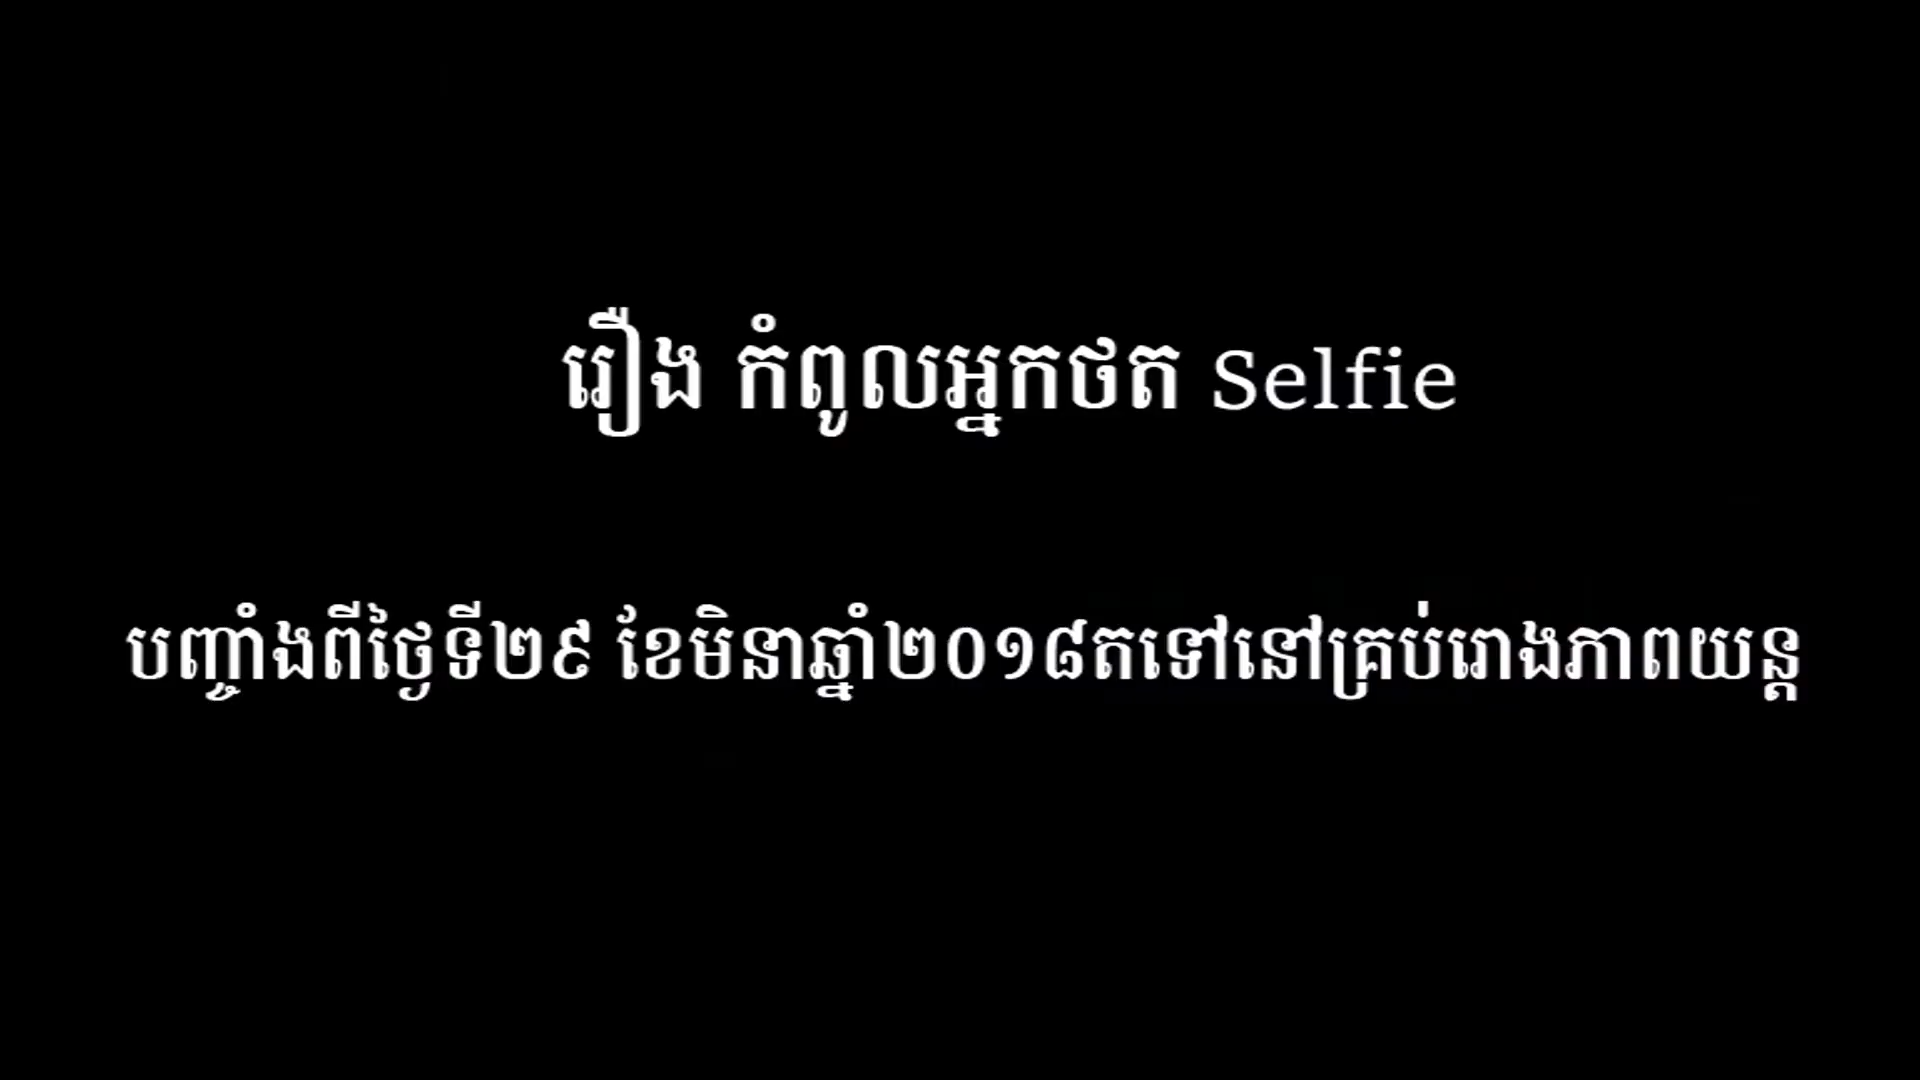 រឿង កំពូលអ្នកថត Selfie
បញ្ចាំងពីថ្ងៃទី២៩ ខែមិនាឆ្នាំ២០១៨តទៅនៅគ្រប់រោងភាពយន្ត